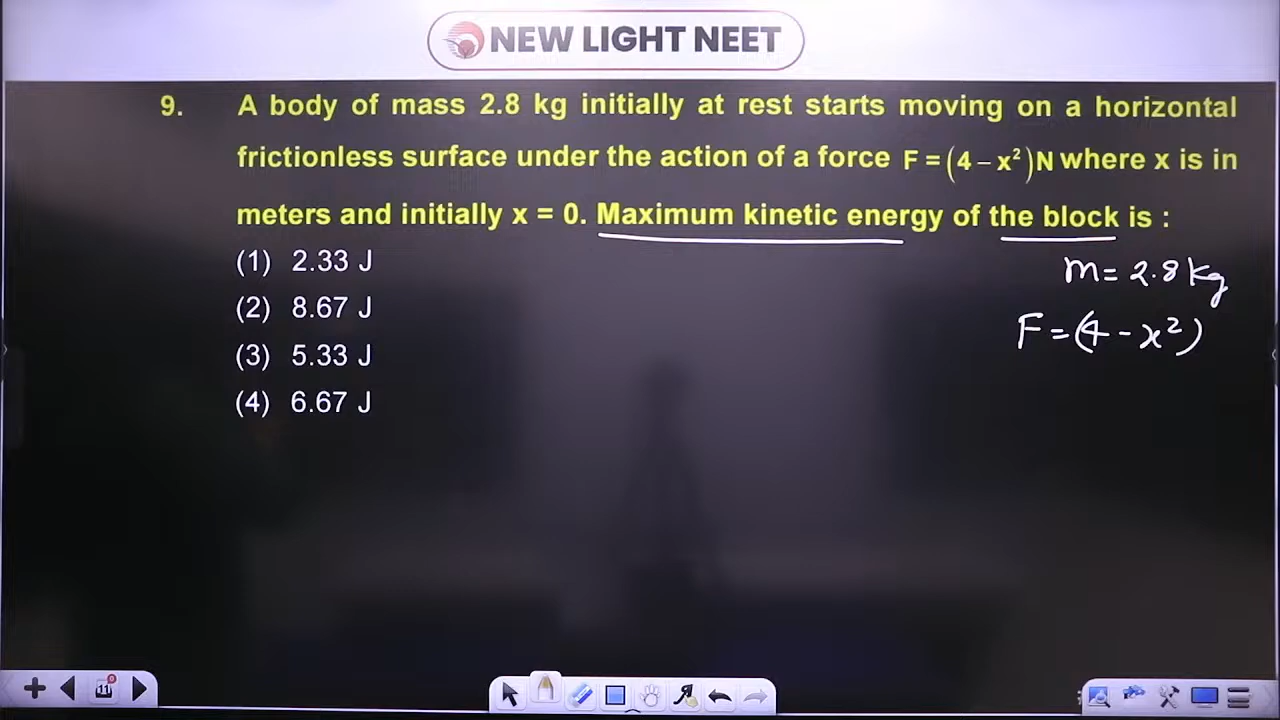 NEW LIGHT NEET
9. A body of mass 2.8 kg initially at rest starts moving on a horizontal
frictionless surface under the action of a force F = (4 – x²)N where x is in
meters and initially x = 0. Maximum kinetic energy of the block is :
(1) 2.33 J
(2) 8.67 J
(3) 5.33 J
(4) 6.67 J
m = 2.8 kg
F = (4 - x²)
11